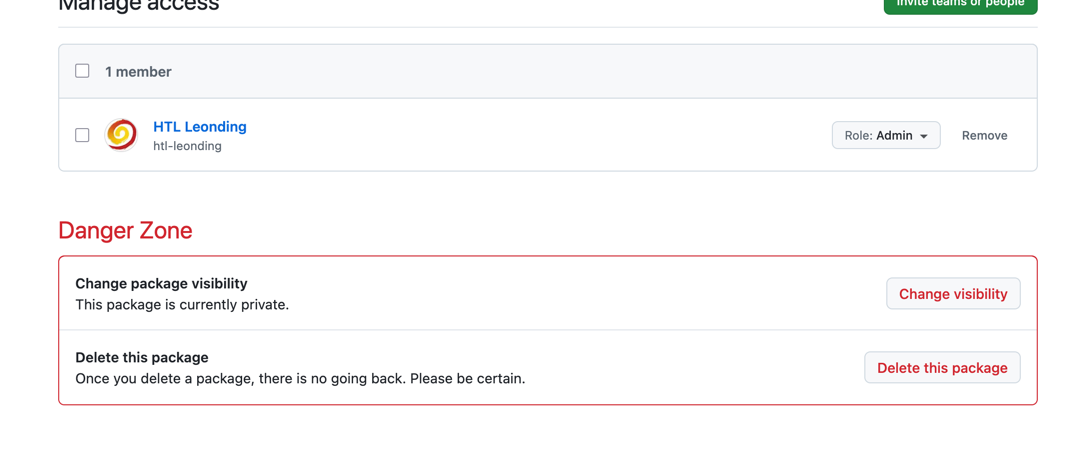 Manage access
Invite teams or people
1 member
HTL Leonding
htl-leonding
Role: Admin
Remove
Danger Zone
Change package visibility
This package is currently private.
Change visibility
Delete this package
Once you delete a package, there is no going back. Please be certain.
Delete this package